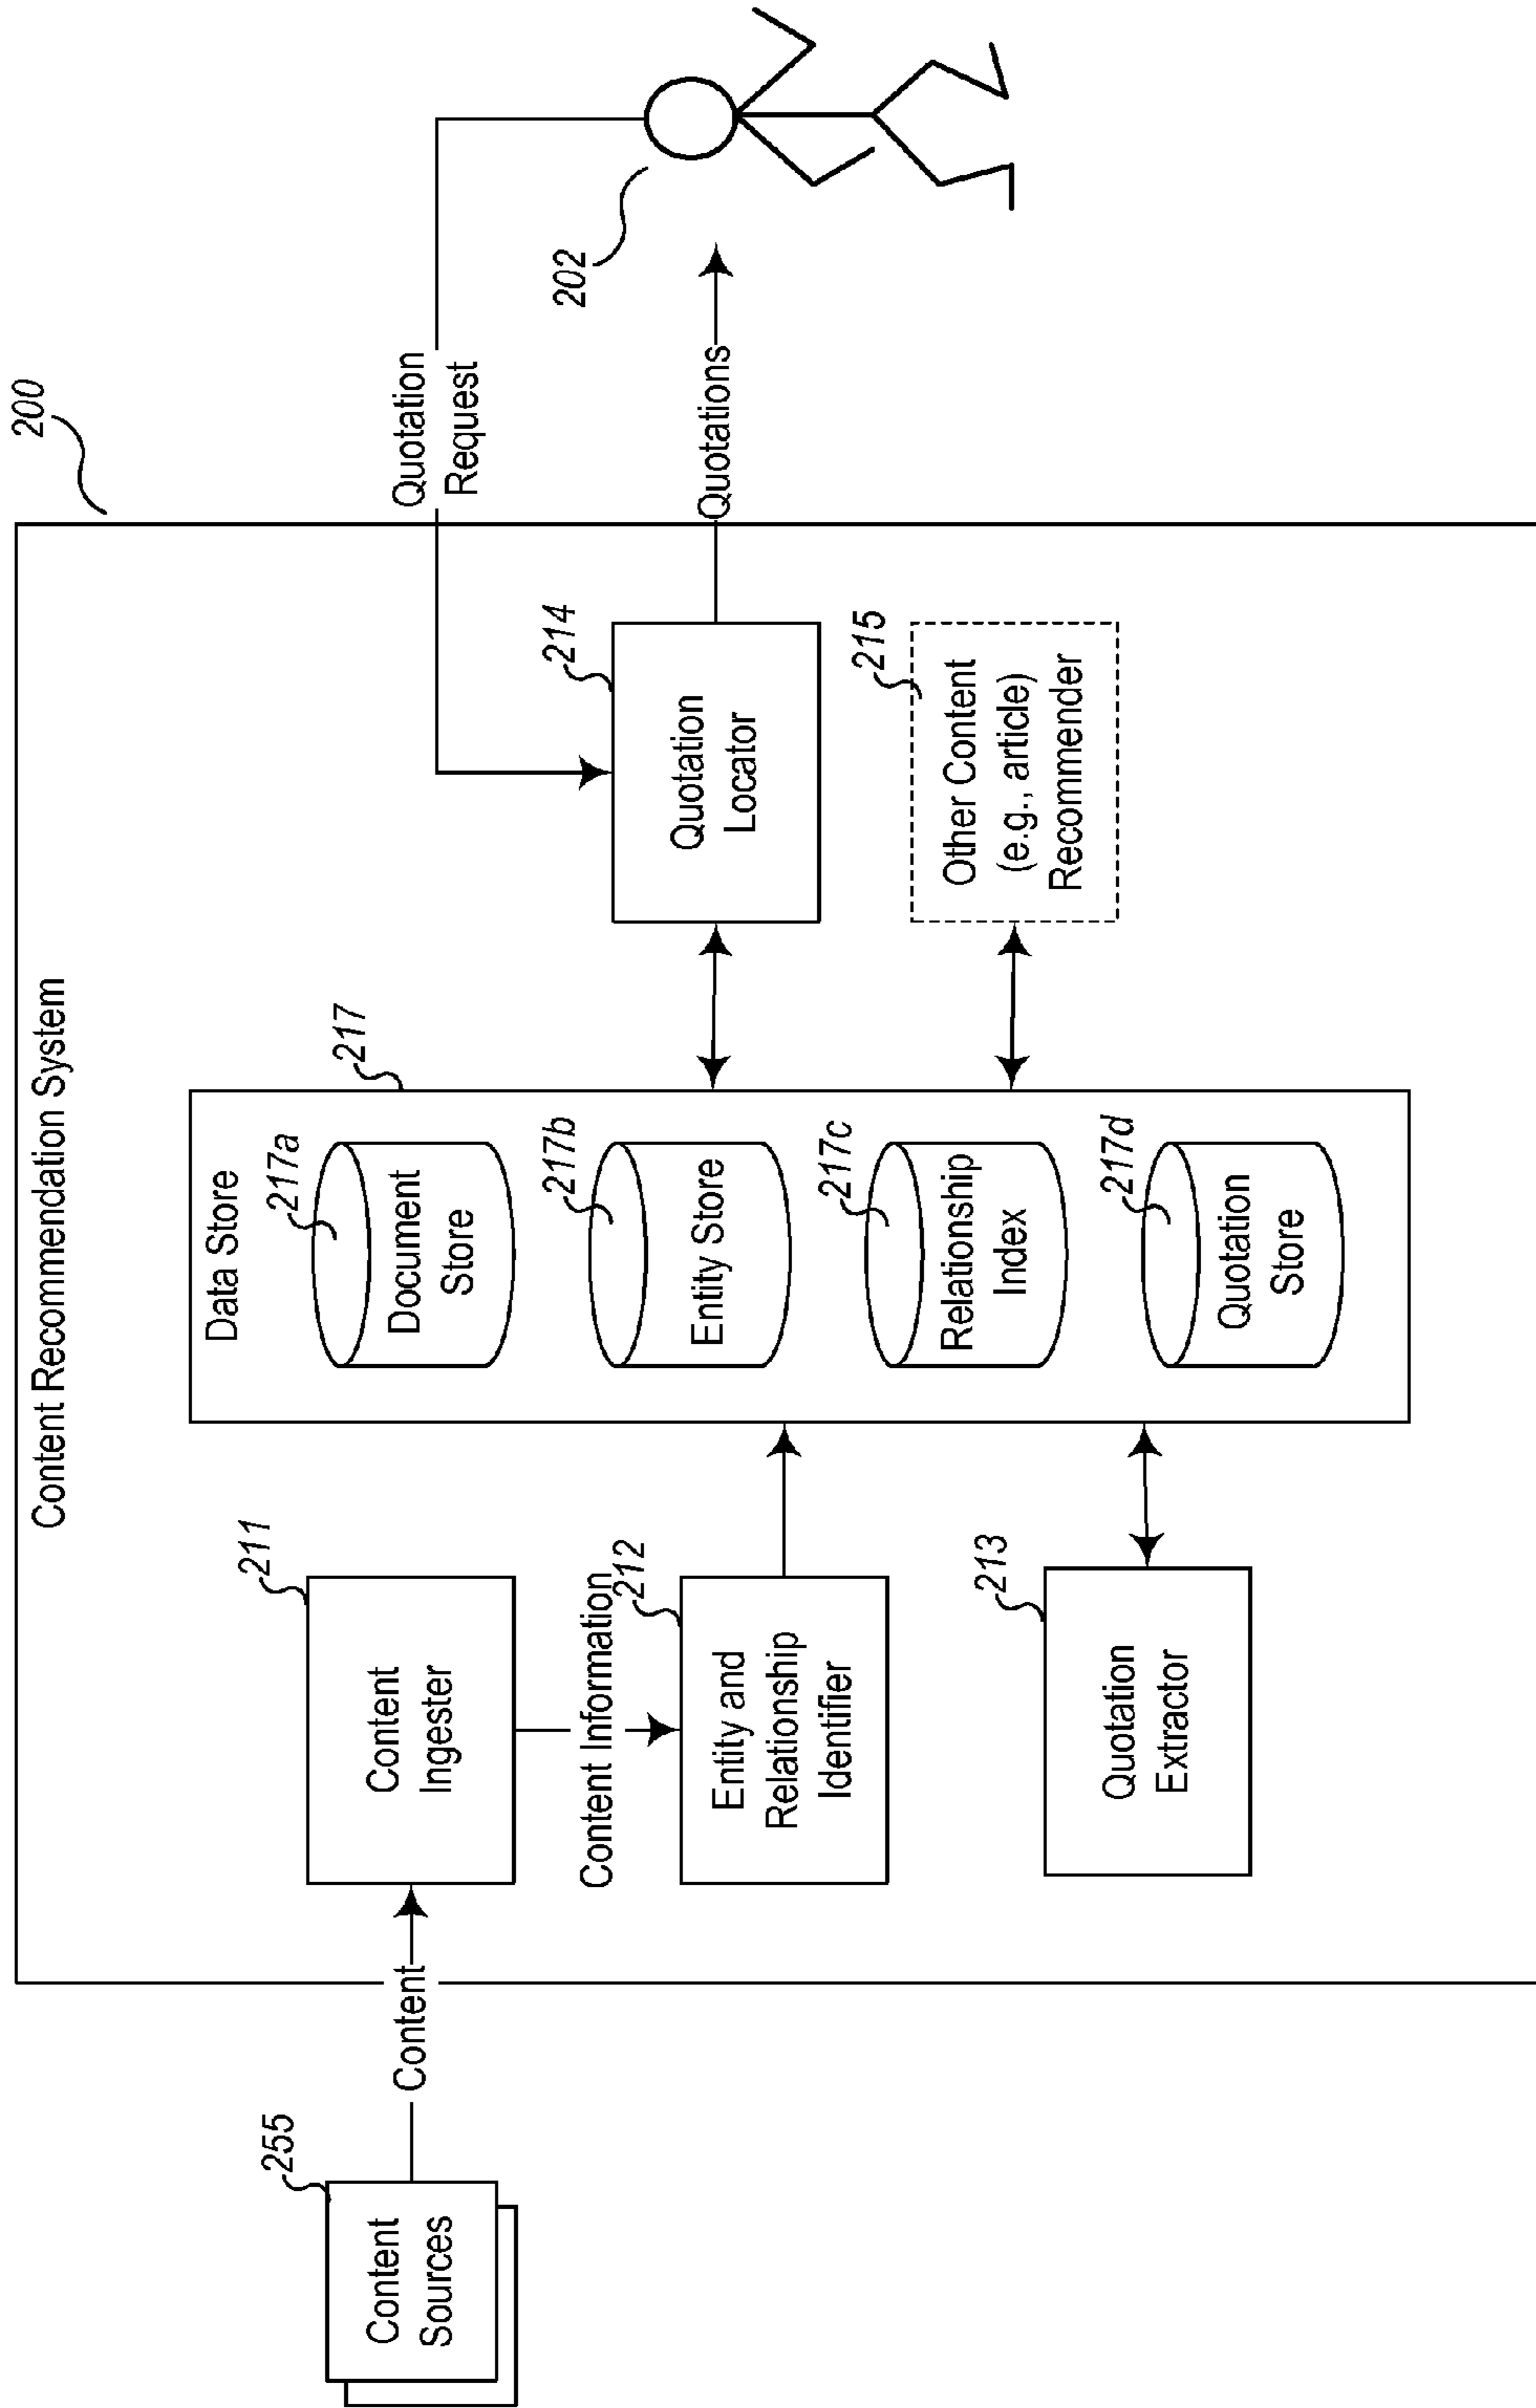 200
Content Recommendation System
255
Content
Sources
Content
211
Content
Ingester
Content Information
212
Entity and
Relationship
Identifier
213
Quotation
Extractor
Data Store
217
217a
Document
Store
217b
Entity Store
217c
Relationship
Index
217d
Quotation
Store
214
Quotation
Locator
215
Other Content
(e.g., article)
Recommender
Quotation
Request
Quotations
202